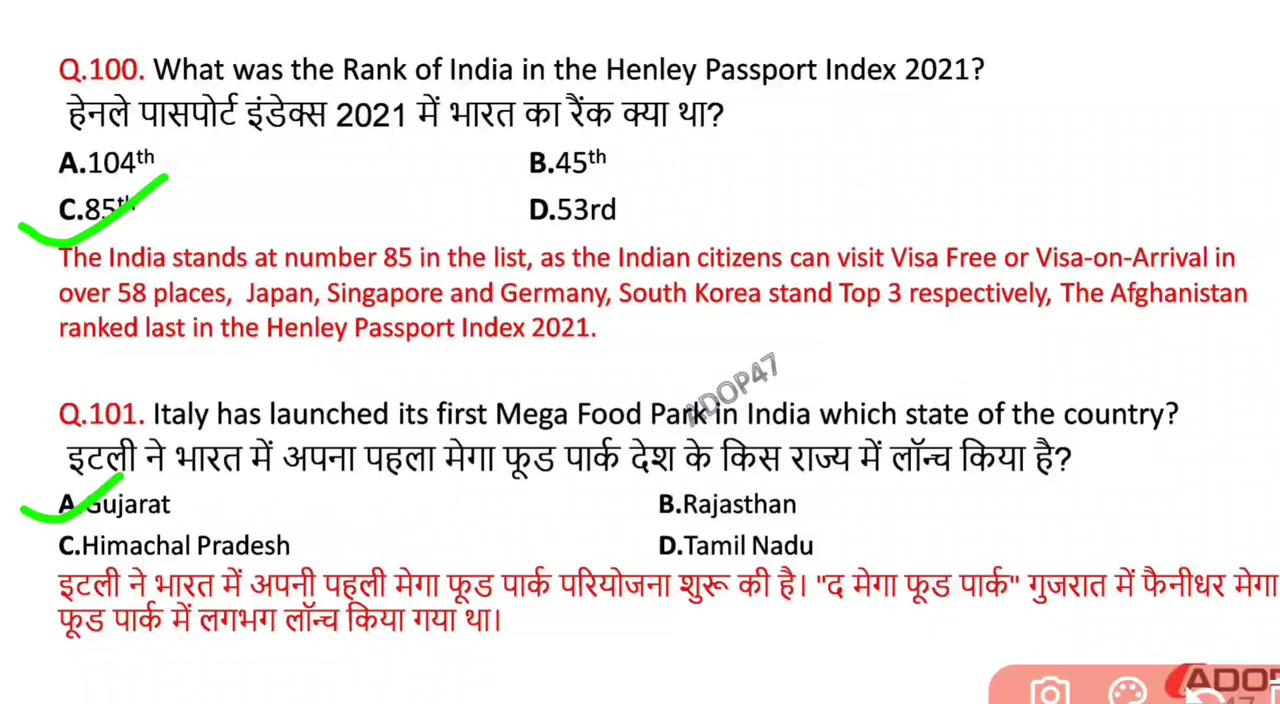 Q.100. What was the Rank of India in the Henley Passport Index 2021?
हेनले पासपोर्ट इंडेक्स 2021 में भारत का रैंक क्या था?
A.104th B.45th
C.85th D.53rd
The India stands at number 85 in the list, as the Indian citizens can visit Visa Free or Visa-on-Arrival in
over 58 places, Japan, Singapore and Germany, South Korea stand Top 3 respectively, The Afghanistan
ranked last in the Henley Passport Index 2021.
ADOP47
Q.101. Italy has launched its first Mega Food Park in India which state of the country?
इटली ने भारत में अपना पहला मेगा फूड पार्क देश के किस राज्य में लॉन्च किया है?
A.Gujarat B.Rajasthan
C.Himachal Pradesh D.Tamil Nadu
इटली ने भारत में अपनी पहली मेगा फूड पार्क परियोजना शुरू की है। "द मेगा फूड पार्क" गुजरात में फैनीधर मेगा
फूड पार्क में लगभग लॉन्च किया गया था।